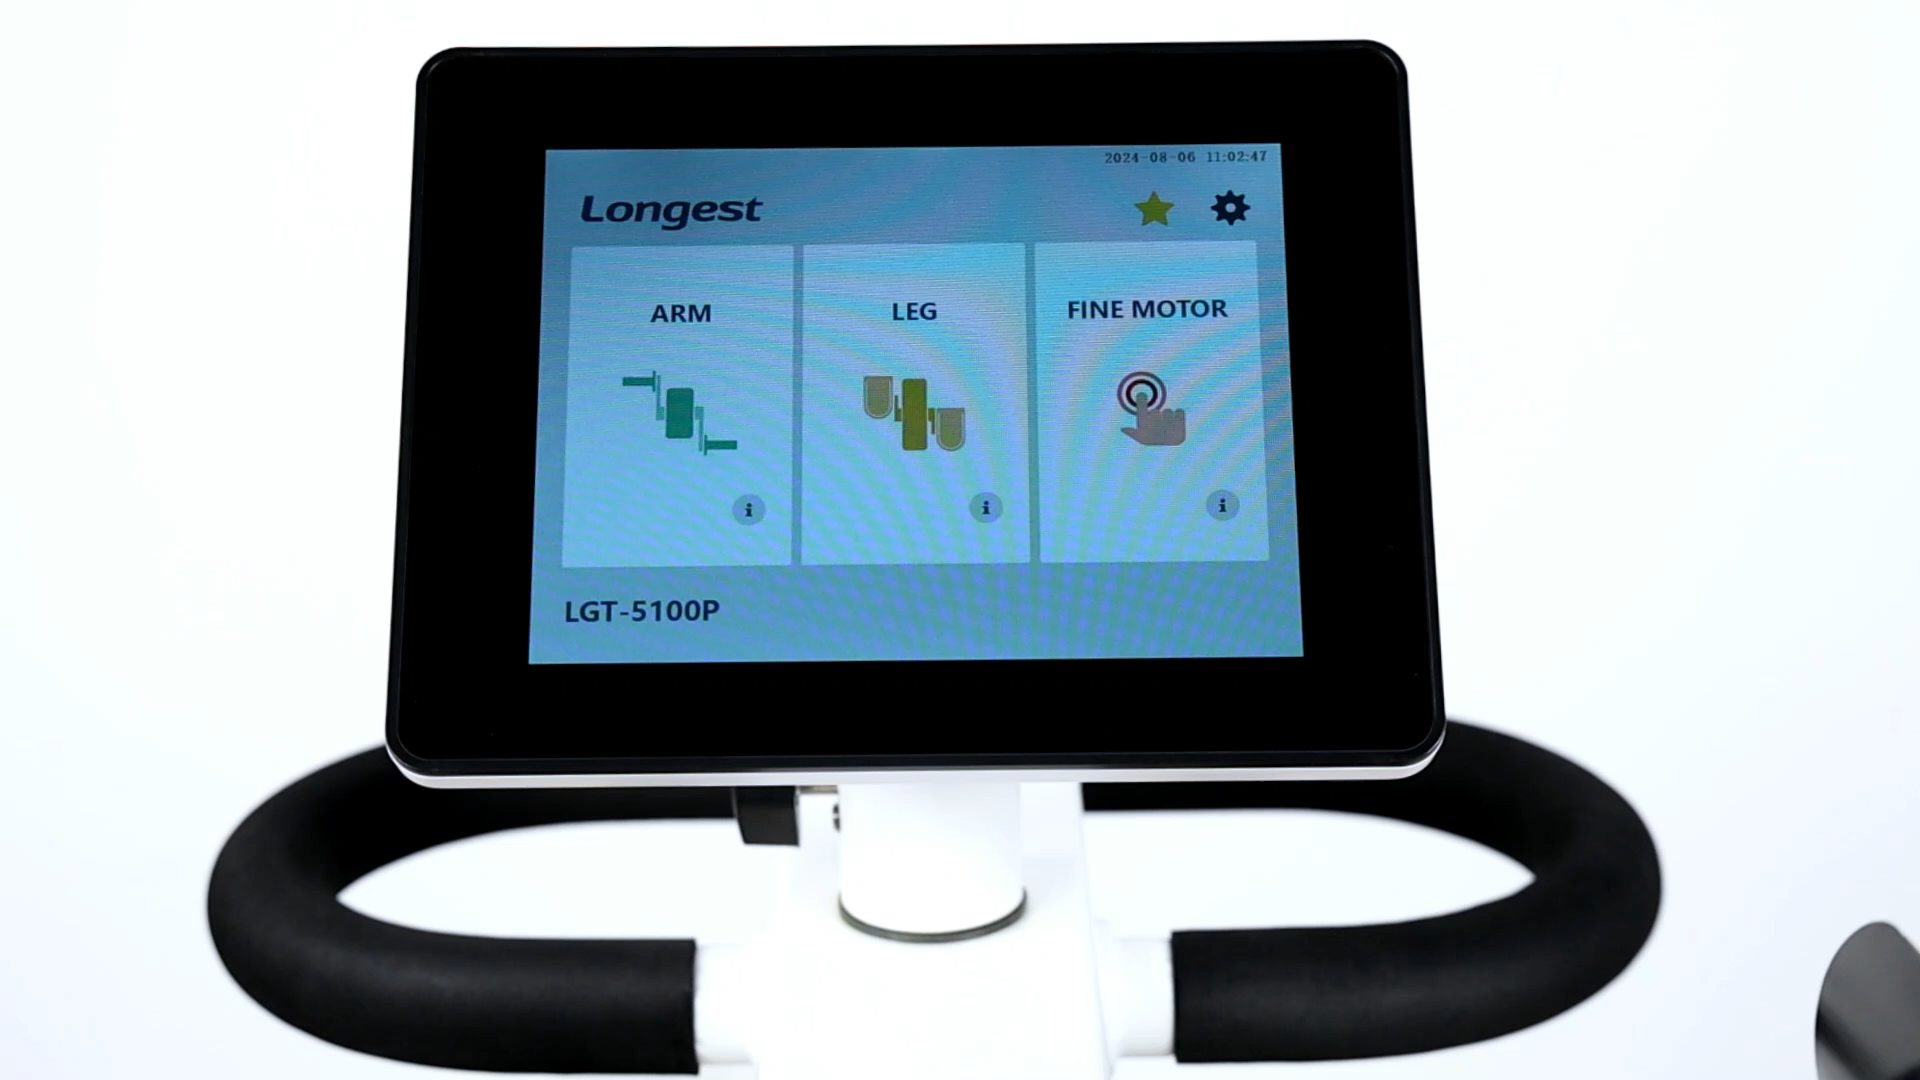 2024-08-06 11:02:47
Longest
ARM
LEG
FINE MOTOR
i
i
i
LGT-5100P